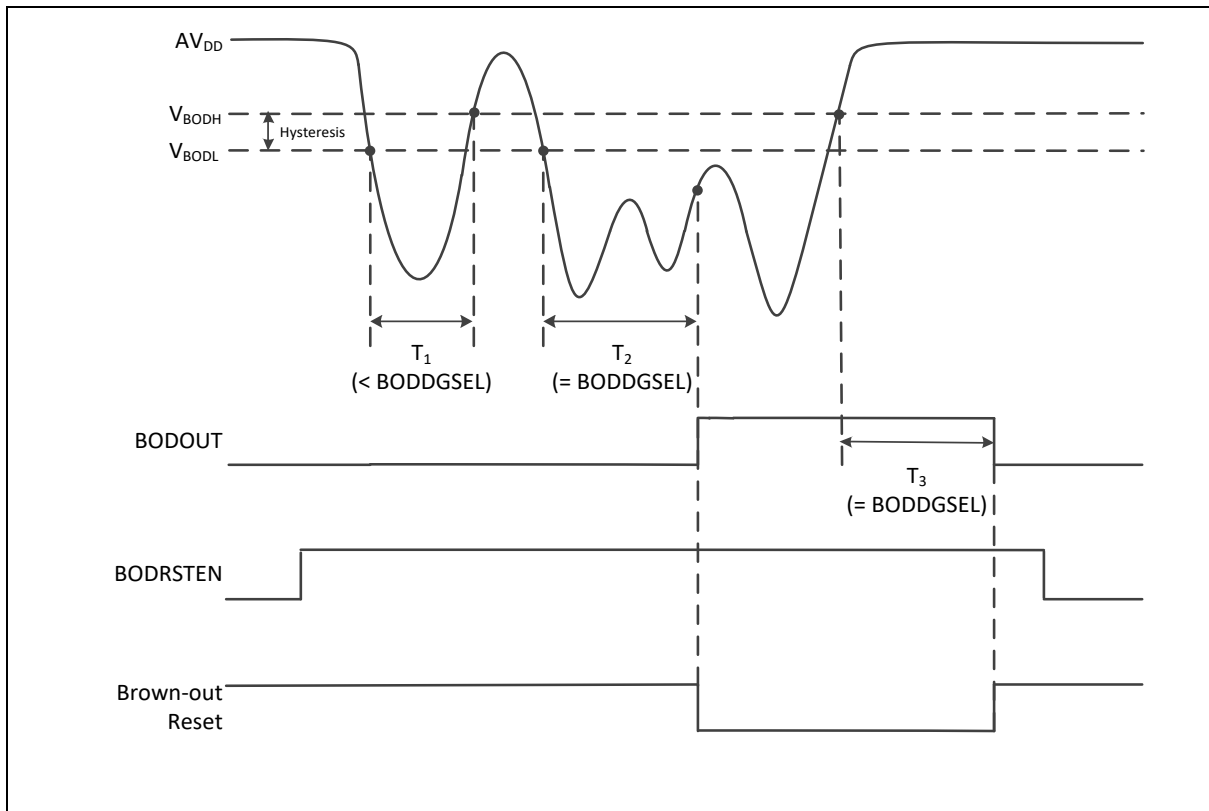 AVDD
VBODH
Hysteresis
VBODL
T1
(< BODDGSEL)
T2
(= BODDGSEL)
BODOUT
T3
(= BODDGSEL)
BODRSTEN
Brown-out
Reset